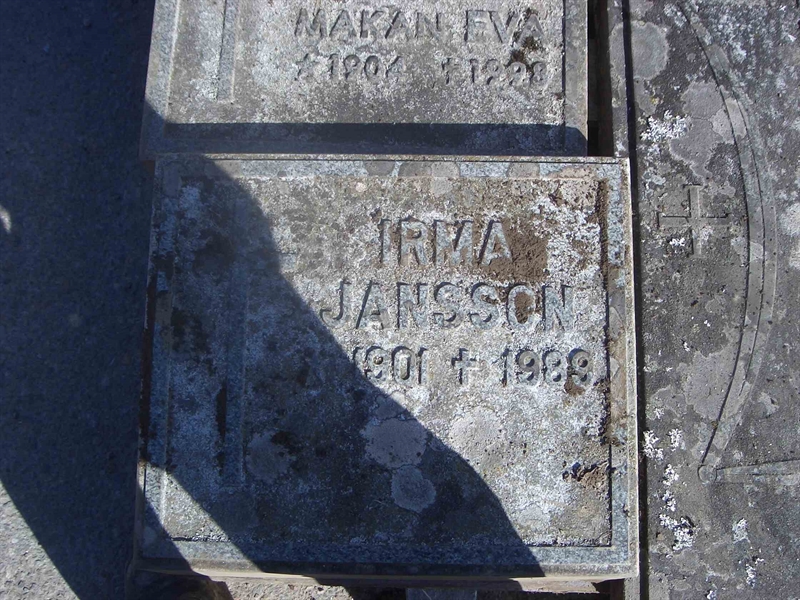 MAKAN EVA
* 1904 † 1928
IRMA
JANSSON
* 1901 † 1989